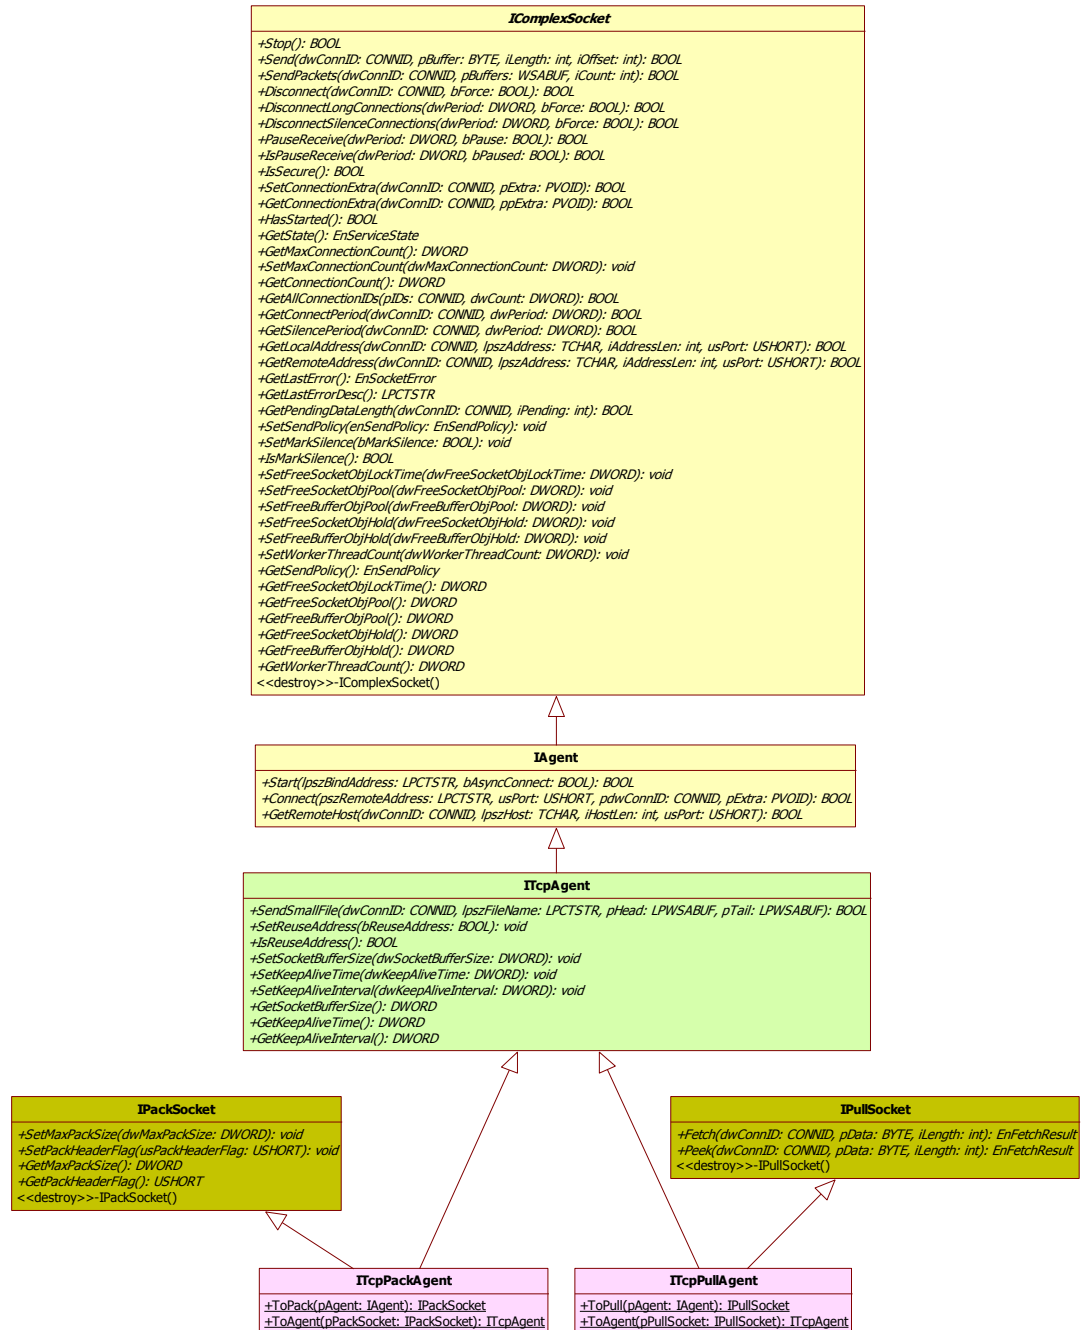 IComplexSocket
+Stop(): BOOL
+Send(dwConnID: CONNID, pBuffer: BYTE, iLength: int, iOffset: int): BOOL
+SendPackets(dwConnID: CONNID, pBuffers: WSABUF, iCount: int): BOOL
+Disconnect(dwConnID: CONNID, bForce: BOOL): BOOL
+DisconnectLongConnections(dwPeriod: DWORD, bForce: BOOL): BOOL
+DisconnectSilenceConnections(dwPeriod: DWORD, bForce: BOOL): BOOL
+PauseReceive(dwPeriod: DWORD, bPause: BOOL): BOOL
+IsPauseReceive(dwPeriod: DWORD, bPaused: BOOL): BOOL
+IsSecure(): BOOL
+SetConnectionExtra(dwConnID: CONNID, pExtra: PVOID): BOOL
+GetConnectionExtra(dwConnID: CONNID, ppExtra: PVOID): BOOL
+HasStarted(): BOOL
+GetState(): EnServiceState
+GetMaxConnectionCount(): DWORD
+SetMaxConnectionCount(dwMaxConnectionCount: DWORD): void
+GetConnectionCount(): DWORD
+GetAllConnectionIDs(pIDs: CONNID, dwCount: DWORD): BOOL
+GetConnectPeriod(dwConnID: CONNID, dwPeriod: DWORD): BOOL
+GetSilencePeriod(dwConnID: CONNID, dwPeriod: DWORD): BOOL
+GetLocalAddress(dwConnID: CONNID, lpszAddress: TCHAR, iAddressLen: int, usPort: USHORT): BOOL
+GetRemoteAddress(dwConnID: CONNID, lpszAddress: TCHAR, iAddressLen: int, usPort: USHORT): BOOL
+GetLastError(): EnSocketError
+GetLastErrorDesc(): LPCTSTR
+GetPendingDataLength(dwConnID: CONNID, iPending: int): BOOL
+SetSendPolicy(enSendPolicy: EnSendPolicy): void
+SetMarkSilence(bMarkSilence: BOOL): void
+IsMarkSilence(): BOOL
+SetFreeSocketObjLockTime(dwFreeSocketObjLockTime: DWORD): void
+SetFreeSocketObjPool(dwFreeSocketObjPool: DWORD): void
+SetFreeBufferObjPool(dwFreeBufferObjPool: DWORD): void
+SetFreeSocketObjHold(dwFreeSocketObjHold: DWORD): void
+SetFreeBufferObjHold(dwFreeBufferObjHold: DWORD): void
+SetWorkerThreadCount(dwWorkerThreadCount: DWORD): void
+GetSendPolicy(): EnSendPolicy
+GetFreeSocketObjLockTime(): DWORD
+GetFreeSocketObjPool(): DWORD
+GetFreeBufferObjPool(): DWORD
+GetFreeSocketObjHold(): DWORD
+GetFreeBufferObjHold(): DWORD
+GetWorkerThreadCount(): DWORD
<<destroy>>-IComplexSocket()
IAgent
+Start(lpszBindAddress: LPCTSTR, bAsyncConnect: BOOL): BOOL
+Connect(pszRemoteAddress: LPCTSTR, usPort: USHORT, pdwConnID: CONNID, pExtra: PVOID): BOOL
+GetRemoteHost(dwConnID: CONNID, lpszHost: TCHAR, iHostLen: int, usPort: USHORT): BOOL
ITcpAgent
+SendSmallFile(dwConnID: CONNID, lpszFileName: LPCTSTR, pHead: LPWSABUF, pTail: LPWSABUF): BOOL
+SetReuseAddress(bReuseAddress: BOOL): void
+IsReuseAddress(): BOOL
+SetSocketBufferSize(dwSocketBufferSize: DWORD): void
+SetKeepAliveTime(dwKeepAliveTime: DWORD): void
+SetKeepAliveInterval(dwKeepAliveInterval: DWORD): void
+GetSocketBufferSize(): DWORD
+GetKeepAliveTime(): DWORD
+GetKeepAliveInterval(): DWORD
IPackSocket
+SetMaxPackSize(dwMaxPackSize: DWORD): void
+SetPackHeaderFlag(usPackHeaderFlag: USHORT): void
+GetMaxPackSize(): DWORD
+GetPackHeaderFlag(): USHORT
<<destroy>>-IPackSocket()
IPullSocket
+Fetch(dwConnID: CONNID, pData: BYTE, iLength: int): EnFetchResult
+Peek(dwConnID: CONNID, pData: BYTE, iLength: int): EnFetchResult
<<destroy>>-IPullSocket()
ITcpPackAgent
+ToPack(pAgent: IAgent): IPackSocket
+ToAgent(pPackSocket: IPackSocket): ITcpAgent
ITcpPullAgent
+ToPull(pAgent: IAgent): IPullSocket
+ToAgent(pPullSocket: IPullSocket): ITcpAgent